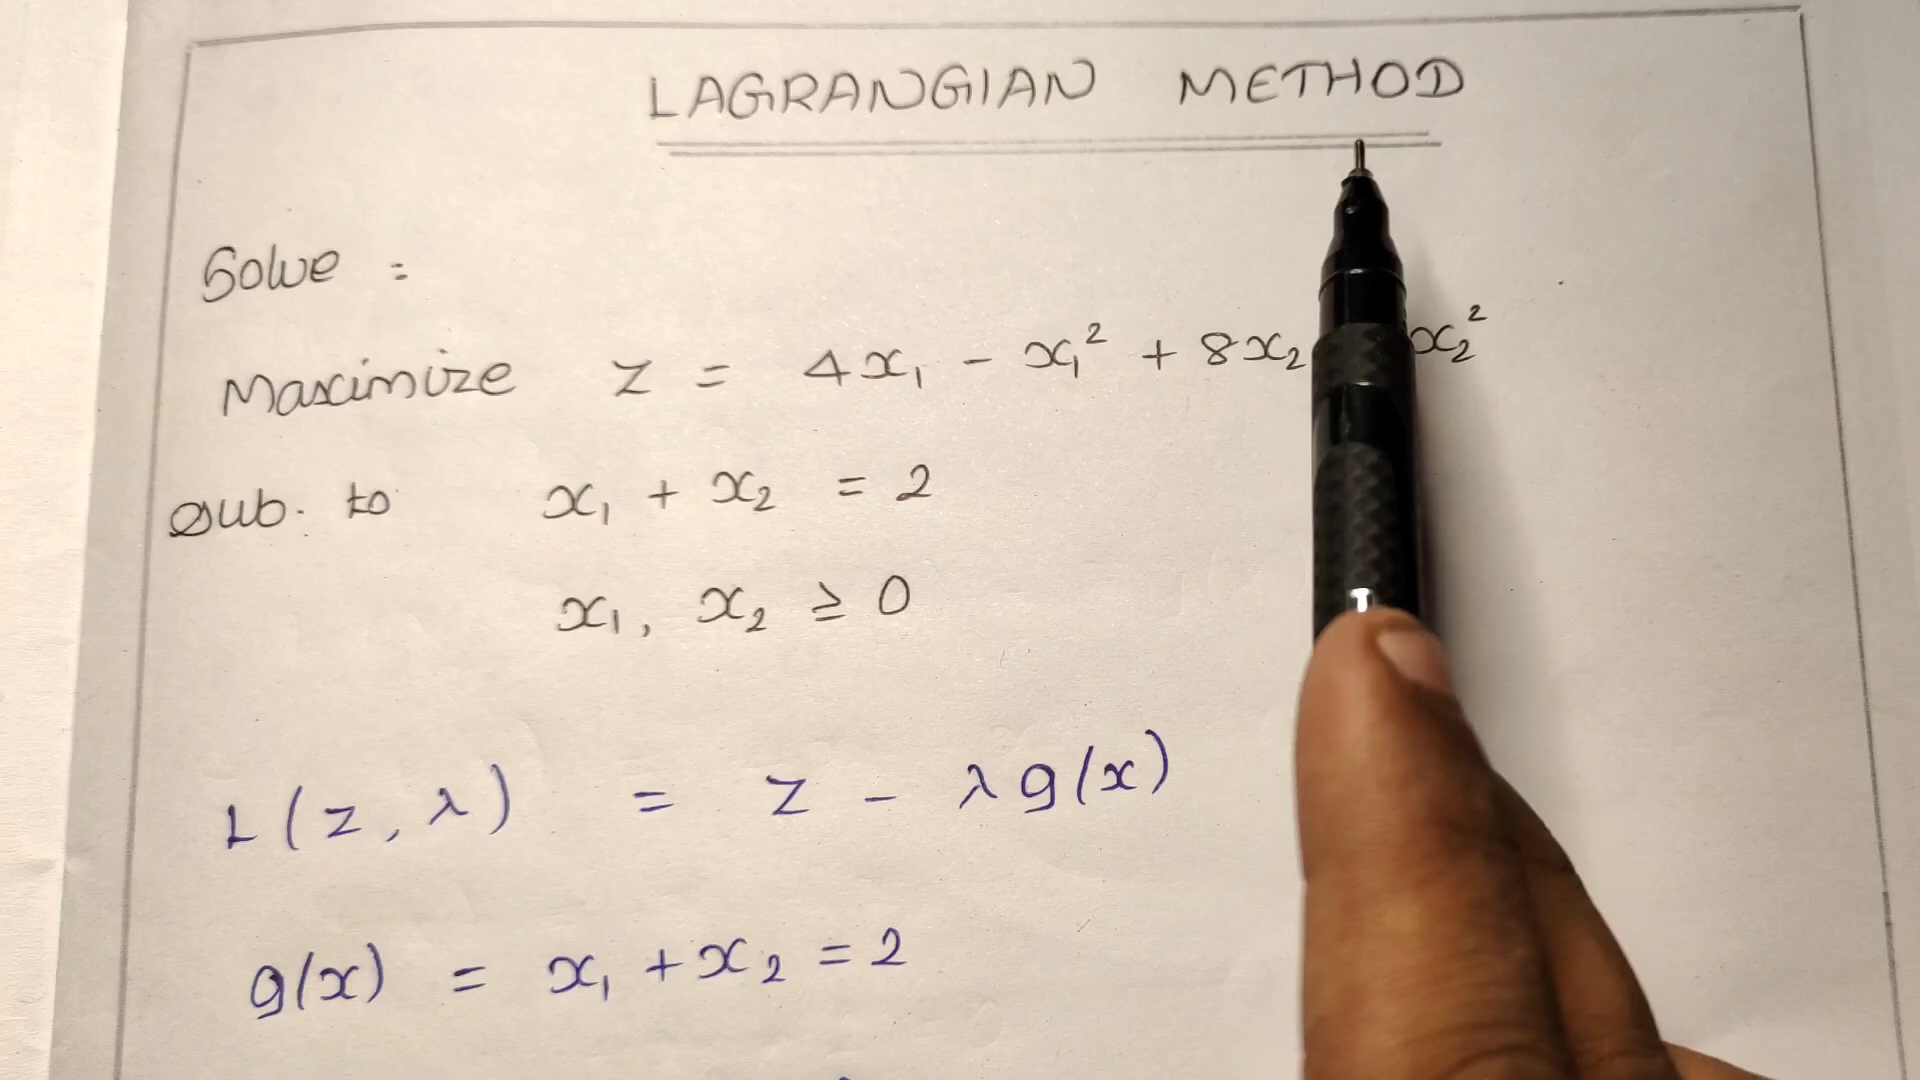 LAGRANGIAN METHOD
Solve :
Maximize z = 4x₁ - x₁² + 8x₂ x₂²
sub. to x₁ + x₂ = 2
x₁, x₂ ≥ 0
L(z, λ) = z - λg(x)
g(x) = x₁ + x₂ = 2